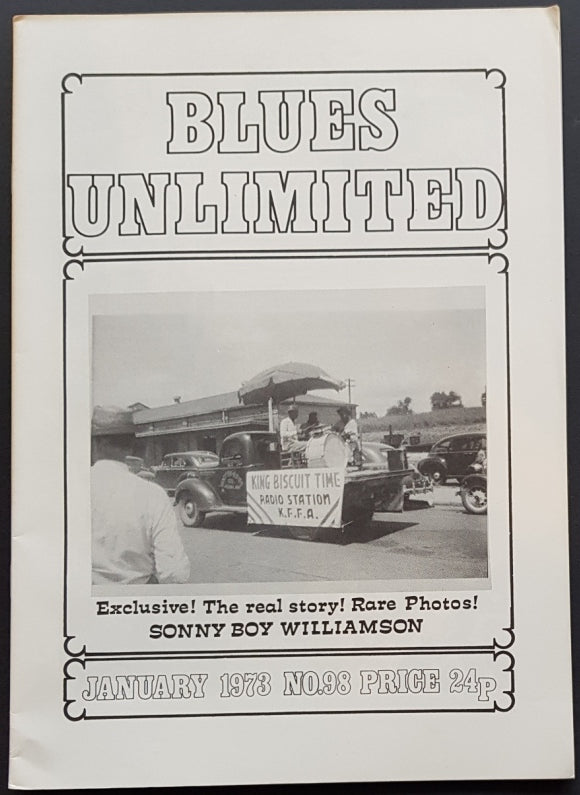 BLUES
UNLIMITED
KING BISCUIT TIME
RADIO STATION
K.F.F.A.
Exclusive! The real story! Rare Photos!
SONNY BOY WILLIAMSON
JANUARY 1973 NO.98 PRICE 24p